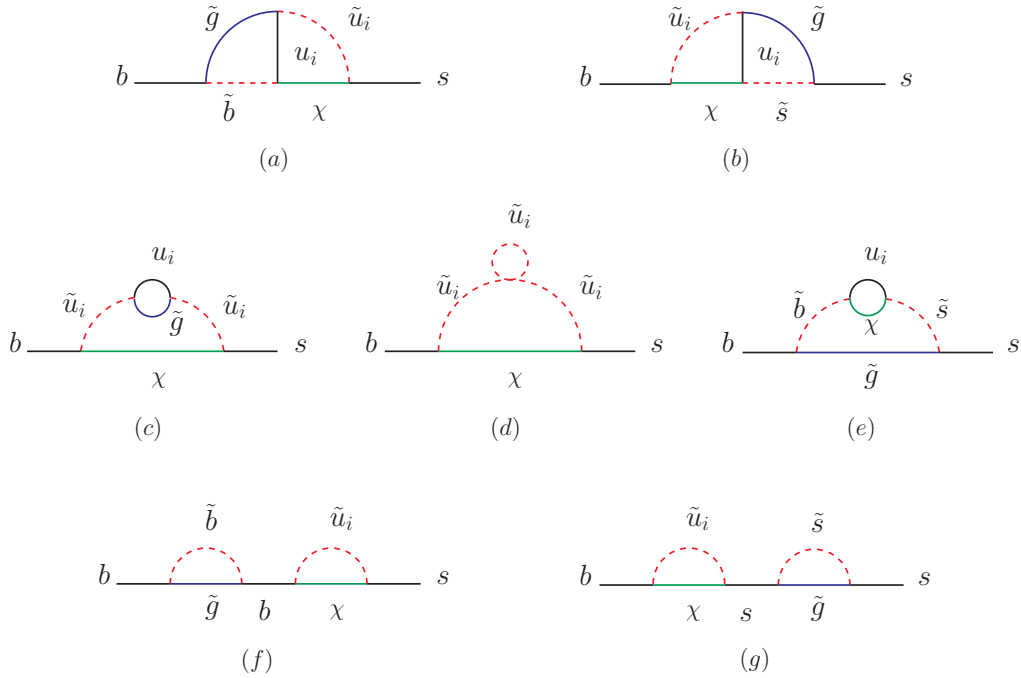 g̃ ũ_i ũ_i g̃
b u_i s b u_i s
b̃ χ χ s̃
(a) (b)
ũ_i
u_i u_i
ũ_i g̃ ũ_i ũ_i ũ_i b̃ χ s̃
b s b s b s
χ χ g̃
(c) (d) (e)
b̃ ũ_i ũ_i s̃
b s b s
g̃ b χ χ s g̃
(f) (g)